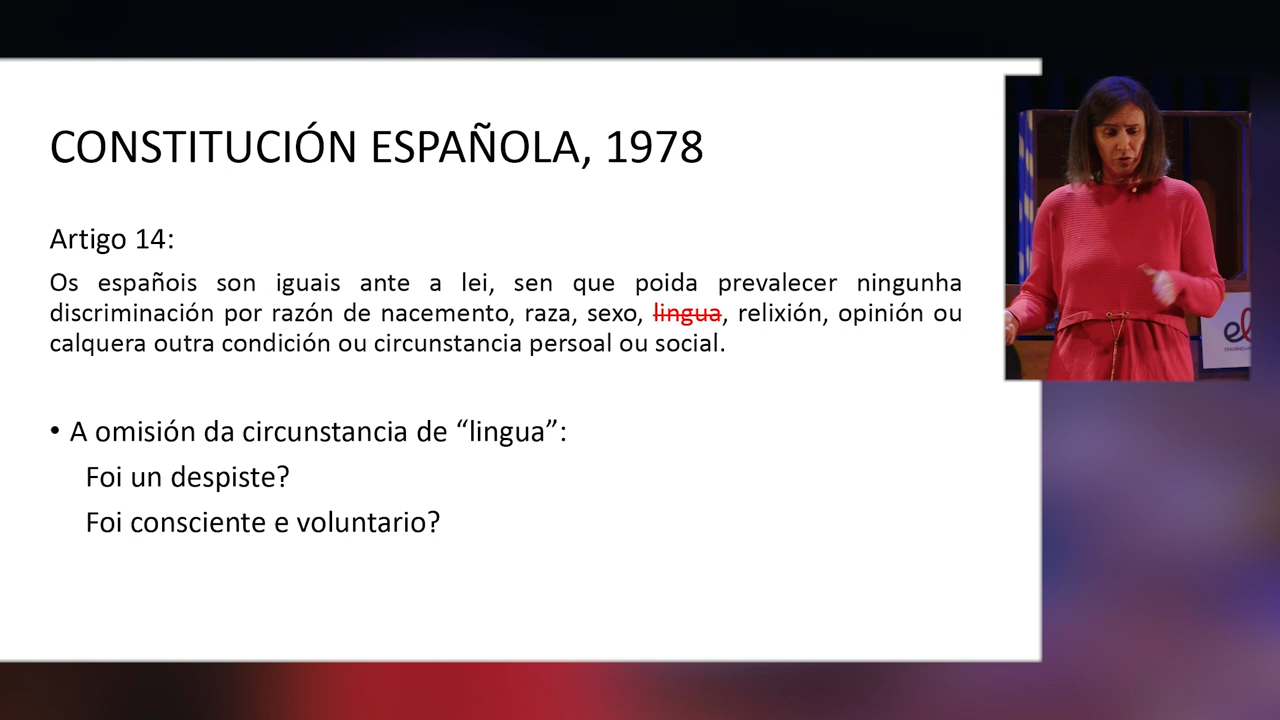 CONSTITUCIÓN ESPAÑOLA, 1978
Artigo 14:
Os españois son iguais ante a lei, sen que poida prevalecer ningunha
discriminación por razón de nacemento, raza, sexo, lingua, relixión, opinión ou
calquera outra condición ou circunstancia persoal ou social.
• A omisión da circunstancia de “lingua”:
Foi un despiste?
Foi consciente e voluntario?